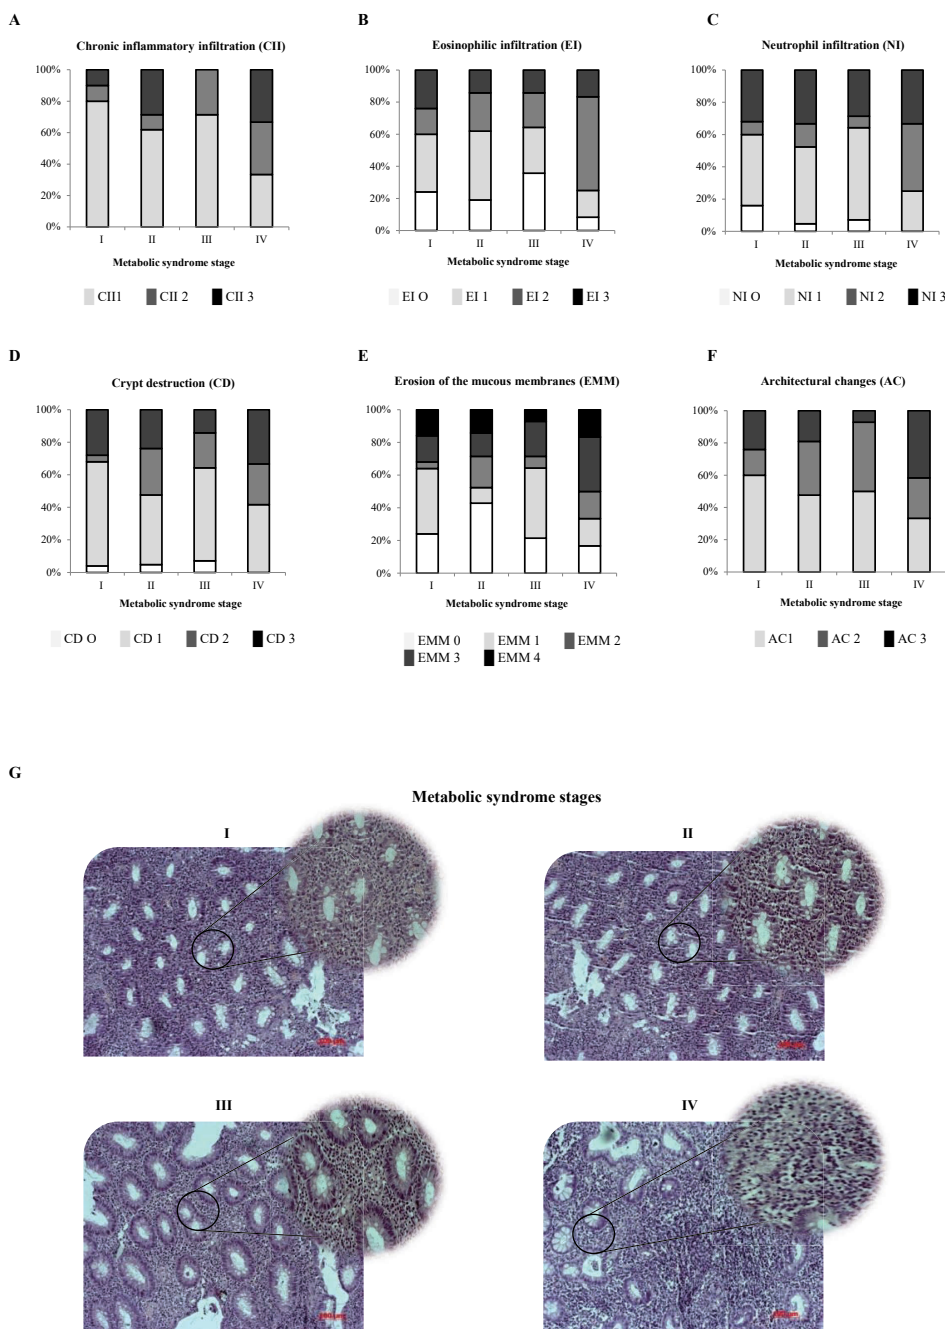 A
B
C
Chronic inflammatory infiltration (CII)
Eosinophilic infiltration (EI)
Neutrophil infiltration (NI)
100%
80%
60%
40%
20%
0%
I II III IV
Metabolic syndrome stage
CII1 CII 2 CII 3
100%
80%
60%
40%
20%
0%
I II III IV
Metabolic syndrome stage
EI O EI 1 EI 2 EI 3
100%
80%
60%
40%
20%
0%
I II III IV
Metabolic syndrome stage
NI O NI 1 NI 2 NI 3
D
E
F
Crypt destruction (CD)
Erosion of the mucous membranes (EMM)
Architectural changes (AC)
100%
80%
60%
40%
20%
0%
I II III IV
Metabolic syndrome stage
CD O CD 1 CD 2 CD 3
100%
80%
60%
40%
20%
0%
I II III IV
Metabolic syndrome stage
EMM 0 EMM 1 EMM 2
EMM 3 EMM 4
100%
80%
60%
40%
20%
0%
I II III IV
Metabolic syndrome stage
AC1 AC 2 AC 3
G
Metabolic syndrome stages
I
II
III
IV